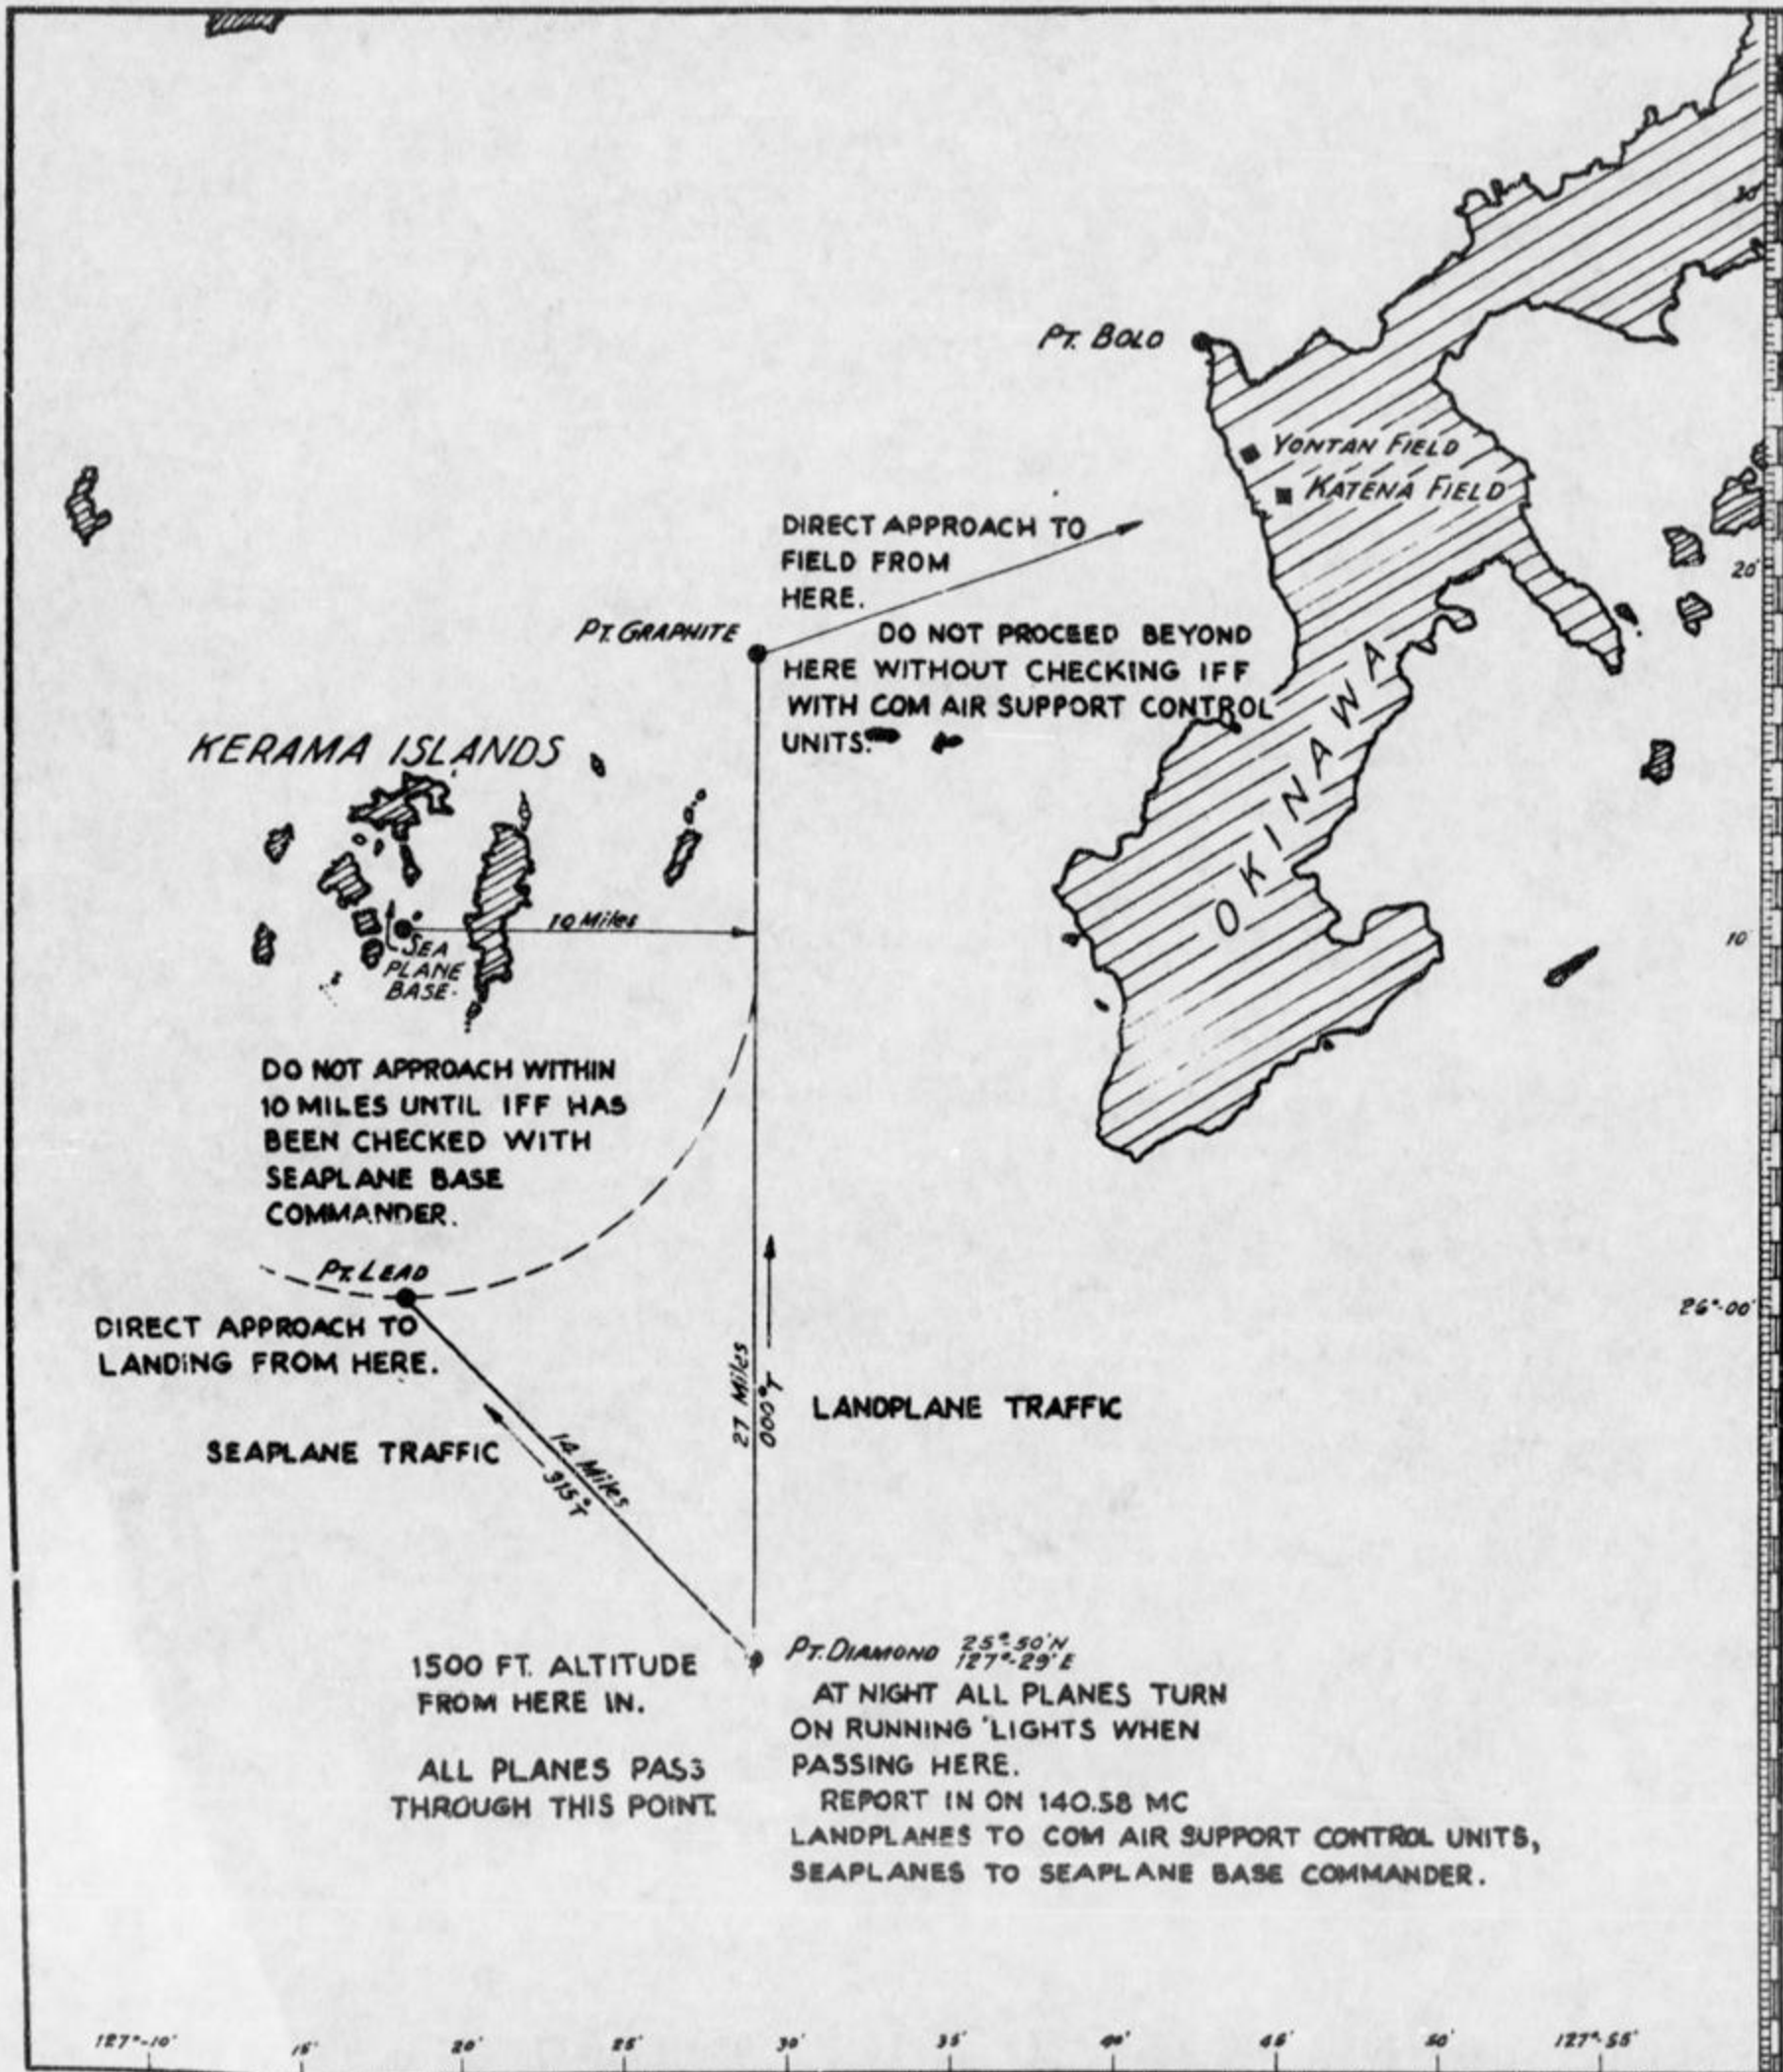 30'
PT. BOLO
YONTAN FIELD
KATENA FIELD
DIRECT APPROACH TO
FIELD FROM
HERE.
20'
PT. GRAPHITE
DO NOT PROCEED BEYOND
HERE WITHOUT CHECKING IFF
WITH COM AIR SUPPORT CONTROL
UNITS.
KERAMA ISLANDS
OKINAWA
10 Miles
SEA
PLANE
BASE.
10'
DO NOT APPROACH WITHIN
10 MILES UNTIL IFF HAS
BEEN CHECKED WITH
SEAPLANE BASE
COMMANDER.
PT. LEAD
26°-00'
DIRECT APPROACH TO
LANDING FROM HERE.
27 Miles
000°T
LANDPLANE TRAFFIC
SEAPLANE TRAFFIC
14 Miles
315°T
PT. DIAMOND 25°-50'N
127°-29'E
1500 FT. ALTITUDE
FROM HERE IN.
ALL PLANES PASS
THROUGH THIS POINT.
AT NIGHT ALL PLANES TURN
ON RUNNING LIGHTS WHEN
PASSING HERE.
REPORT IN ON 140.58 MC
LANDPLANES TO COM AIR SUPPORT CONTROL UNITS,
SEAPLANES TO SEAPLANE BASE COMMANDER.
127°-10' 15' 20' 25' 30' 35' 40' 45' 50' 127°-55'